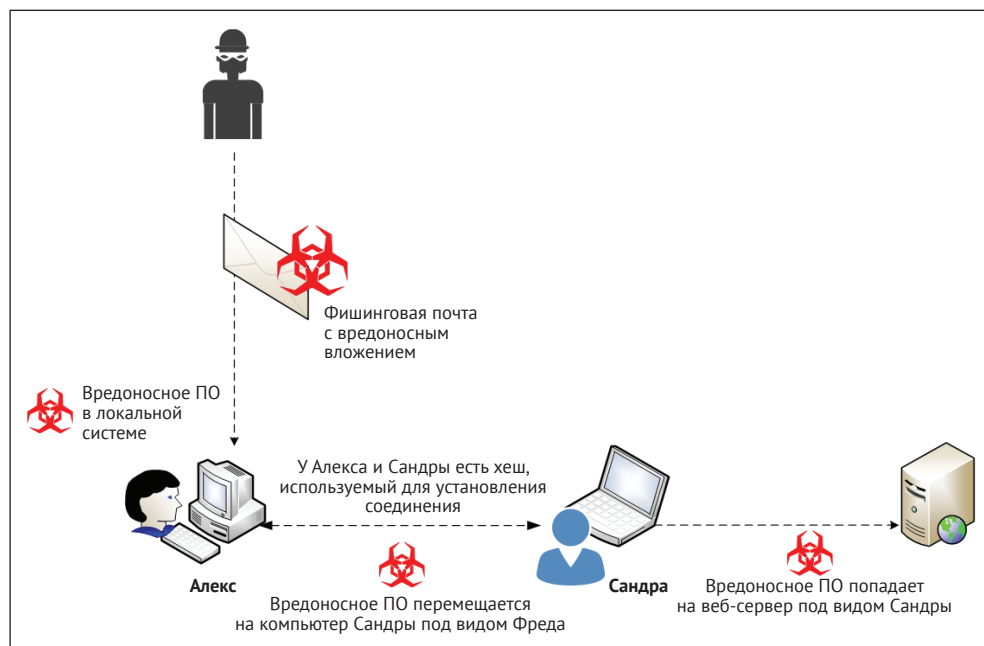 Фишинговая почта
с вредоносным
вложением
Вредоносное ПО
в локальной
системе
У Алекса и Сандры есть хеш,
используемый для установления
соединения
Алекс
Сандра
Вредоносное ПО перемещается
на компьютер Сандры под видом Фреда
Вредоносное ПО попадает
на веб-сервер под видом Сандры